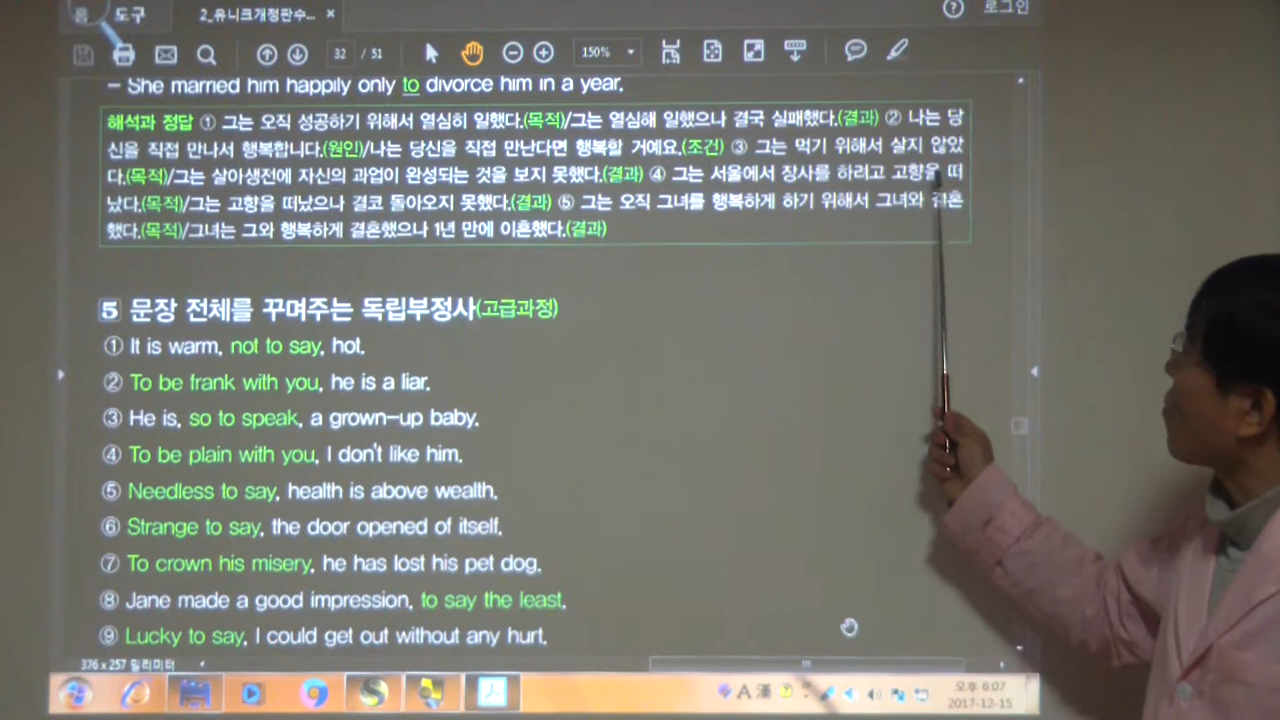 홈 도구 2_유니크개정판수... × ? 로그인
32 / 51 150%
– She married him happily only to divorce him in a year.
해석과 정답 ① 그는 오직 성공하기 위해서 열심히 일했다.(목적)/그는 열심해 일했으나 결국 실패했다.(결과) ② 나는 당
신을 직접 만나서 행복합니다.(원인)/나는 당신을 직접 만난다면 행복할 거예요.(조건) ③ 그는 먹기 위해서 살지 않았
다.(목적)/그는 살아생전에 자신의 과업이 완성되는 것을 보지 못했다.(결과) ④ 그는 서울에서 장사를 하려고 고향을 떠
났다.(목적)/그는 고향을 떠났으나 결코 돌아오지 못했다.(결과) ⑤ 그는 오직 그녀를 행복하게 하기 위해서 그녀와 결혼
했다.(목적)/그녀는 그와 행복하게 결혼했으나 1년 만에 이혼했다.(결과)
5 문장 전체를 꾸며주는 독립부정사(고급과정)
① It is warm, not to say, hot.
② To be frank with you, he is a liar.
③ He is, so to speak, a grown-up baby.
④ To be plain with you, I don't like him.
⑤ Needless to say, health is above wealth.
⑥ Strange to say, the door opened of itself.
⑦ To crown his misery, he has lost his pet dog.
⑧ Jane made a good impression, to say the least.
⑨ Lucky to say, I could get out without any hurt.
376 x 257 밀리미터
A 漢 오후 6:07
2017-12-15